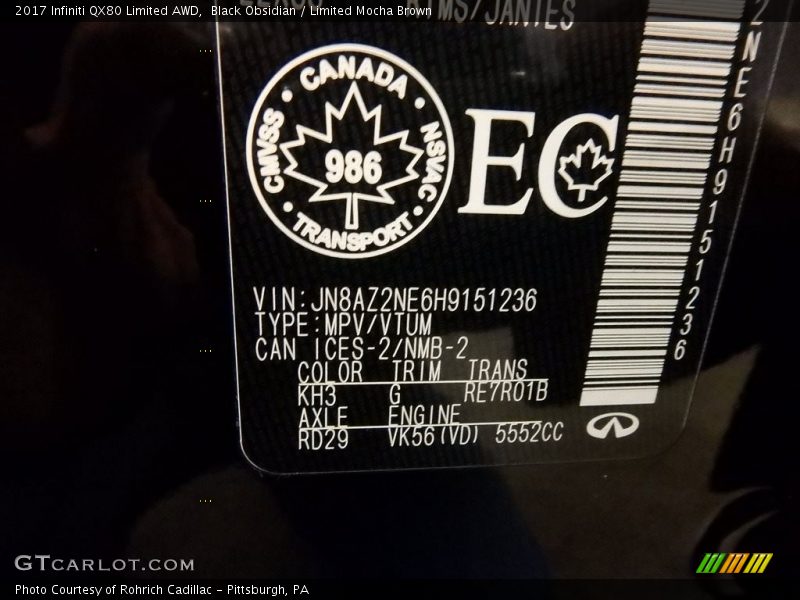 2017 Infiniti QX80 Limited AWD, Black Obsidian / Limited Mocha Brown
MS/JANTES
CANADA
CMVSS
NSVAC
986
TRANSPORT
EC
2NE6H9151236
VIN:JN8AZ2NE6H9151236
TYPE:MPV/VTUM
CAN ICES-2/NMB-2
COLOR TRIM TRANS
KH3 G RE7R01B
AXLE ENGINE
RD29 VK56(VD) 5552CC
GTCARLOT.COM
Photo Courtesy of Rohrich Cadillac - Pittsburgh, PA